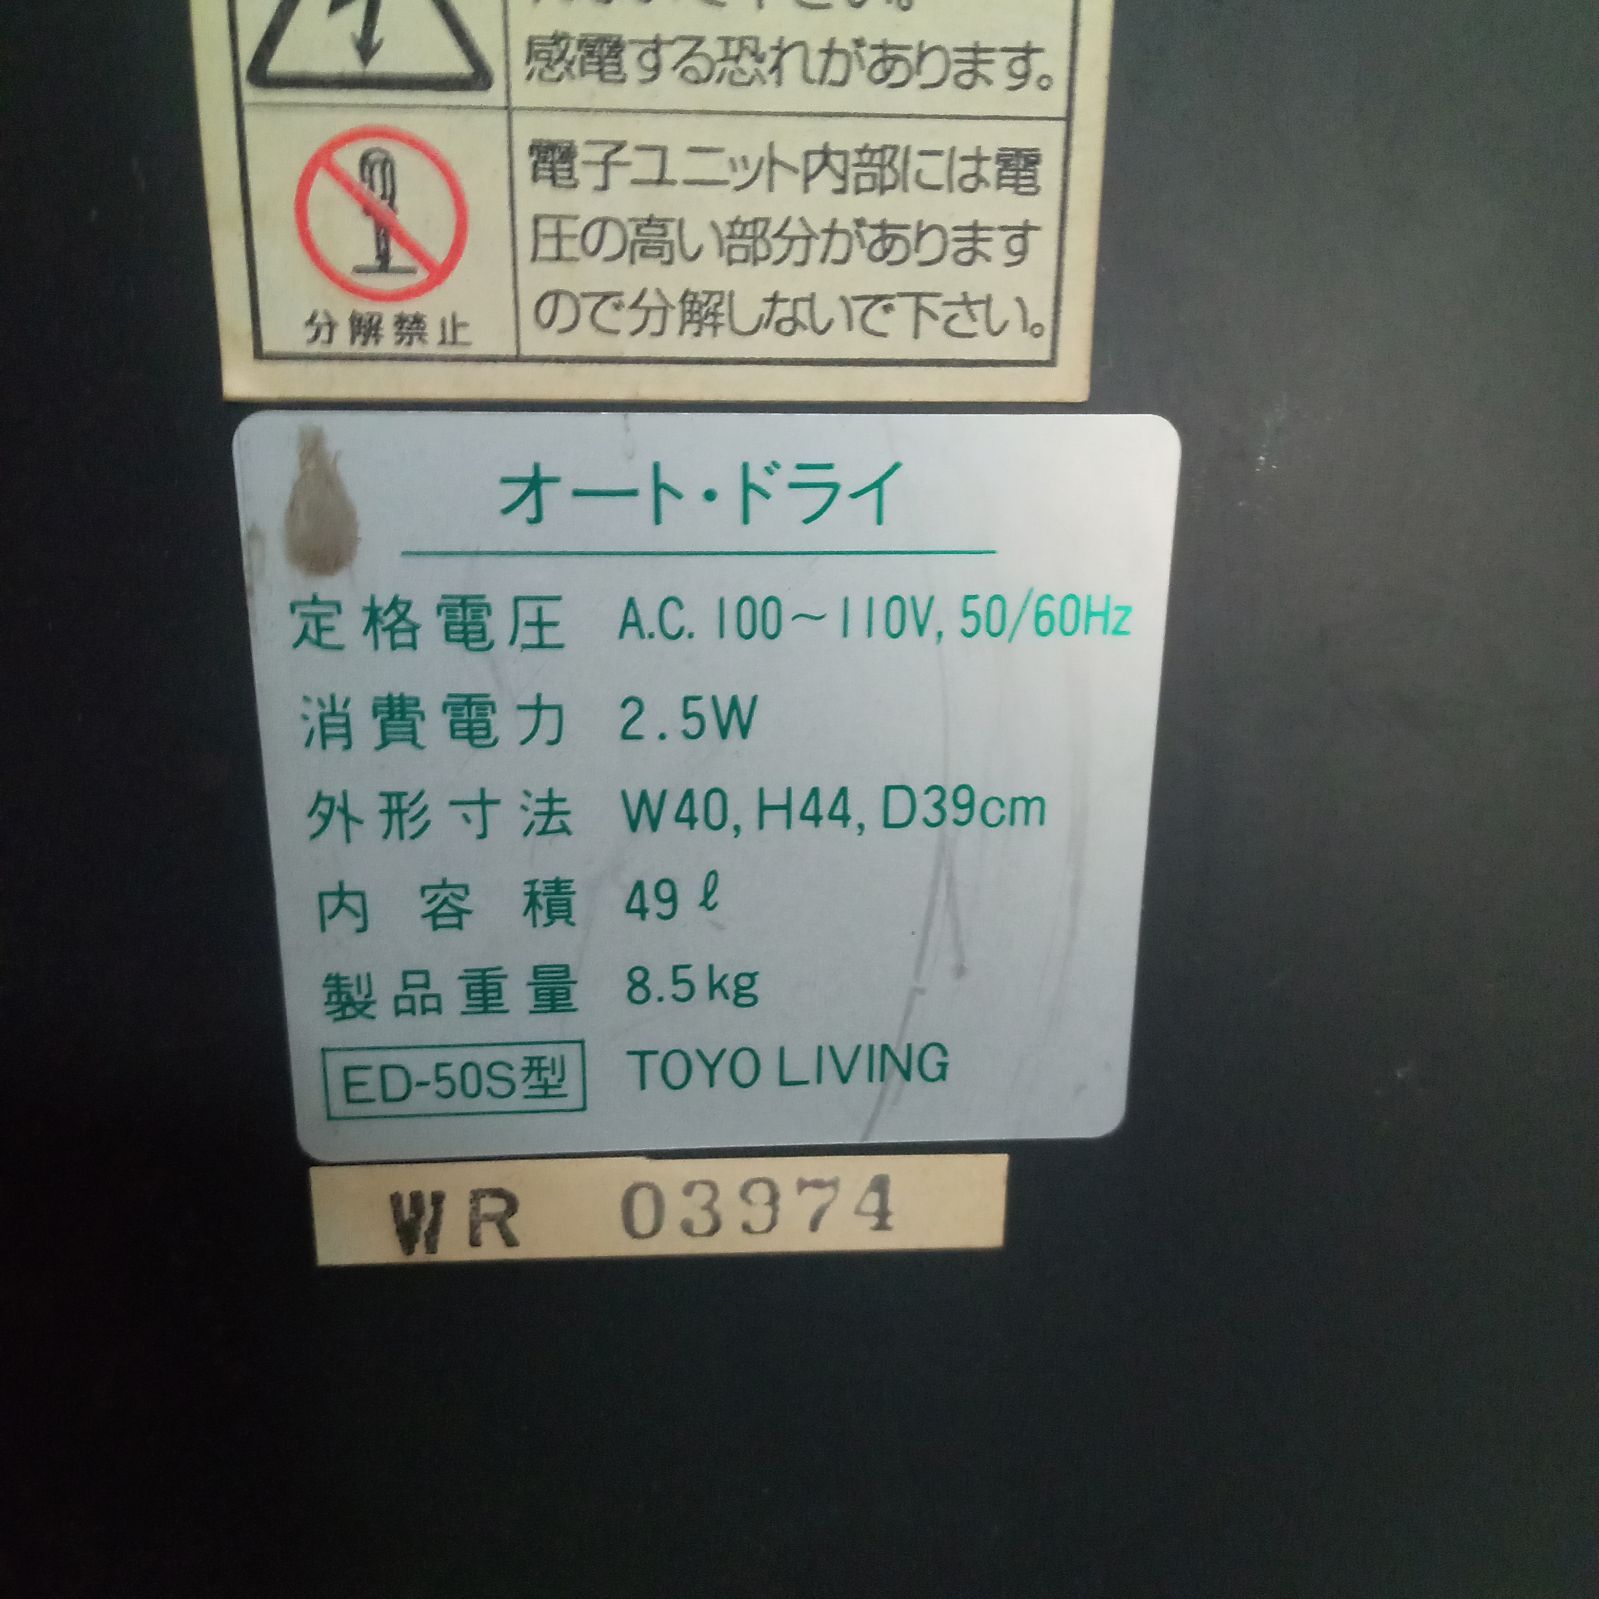 感電する恐れがあります。
電子ユニット内部には電
圧の高い部分があります
ので分解しないで下さい。
分解禁止
オート・ドライ
定格電圧 A.C. 100～110V, 50/60Hz
消費電力 2.5W
外形寸法 W40, H44, D39cm
内容積 49ℓ
製品重量 8.5kg
ED-50S型 TOYO LIVING
WR 03974